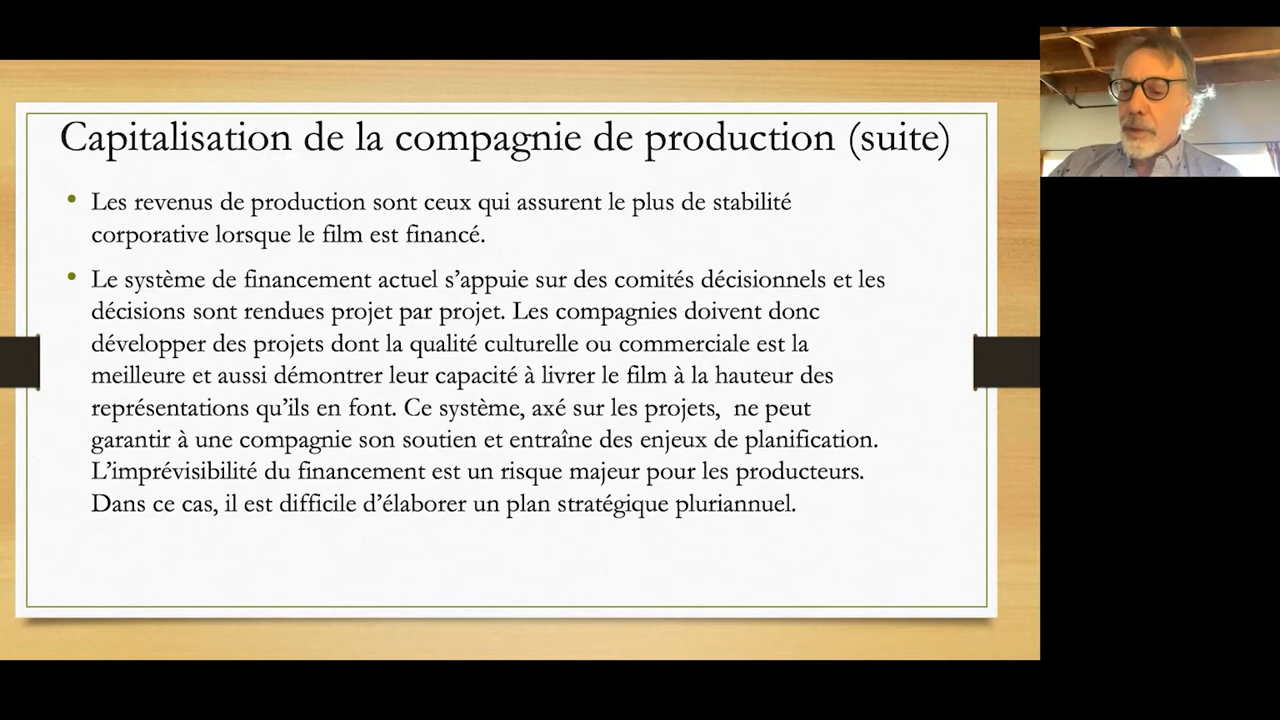 Capitalisation de la compagnie de production (suite)
• Les revenus de production sont ceux qui assurent le plus de stabilité
corporative lorsque le film est financé.
• Le système de financement actuel s’appuie sur des comités décisionnels et les
décisions sont rendues projet par projet. Les compagnies doivent donc
développer des projets dont la qualité culturelle ou commerciale est la
meilleure et aussi démontrer leur capacité à livrer le film à la hauteur des
représentations qu’ils en font. Ce système, axé sur les projets,  ne peut
garantir à une compagnie son soutien et entraîne des enjeux de planification.
L’imprévisibilité du financement est un risque majeur pour les producteurs.
Dans ce cas, il est difficile d’élaborer un plan stratégique pluriannuel.